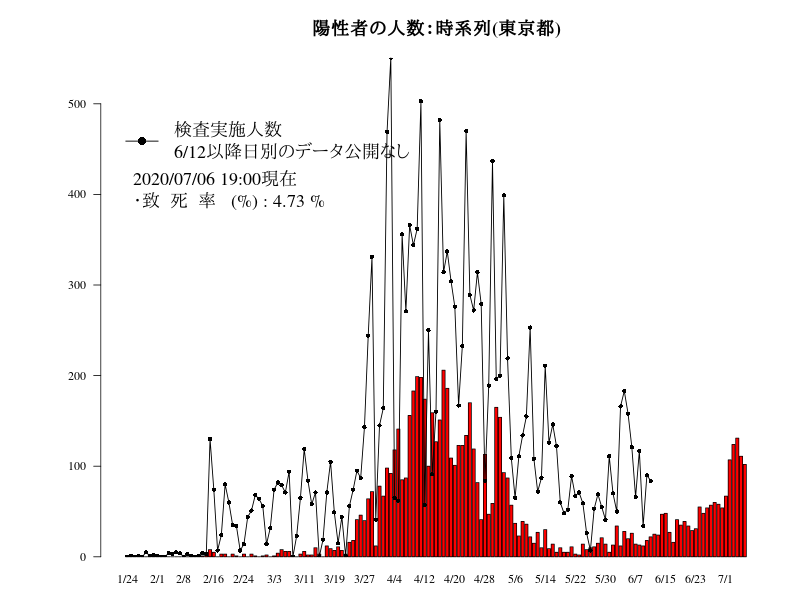 陽性者の人数:時系列(東京都)
検査実施人数
6/12以降日別のデータ公開なし
2020/07/06 19:00現在
・致 死 率 (%) : 4.73 %
500
400
300
200
100
0
1/24 2/1 2/8 2/16 2/24 3/3 3/11 3/19 3/27 4/4 4/12 4/20 4/28 5/6 5/14 5/22 5/30 6/7 6/15 6/23 7/1